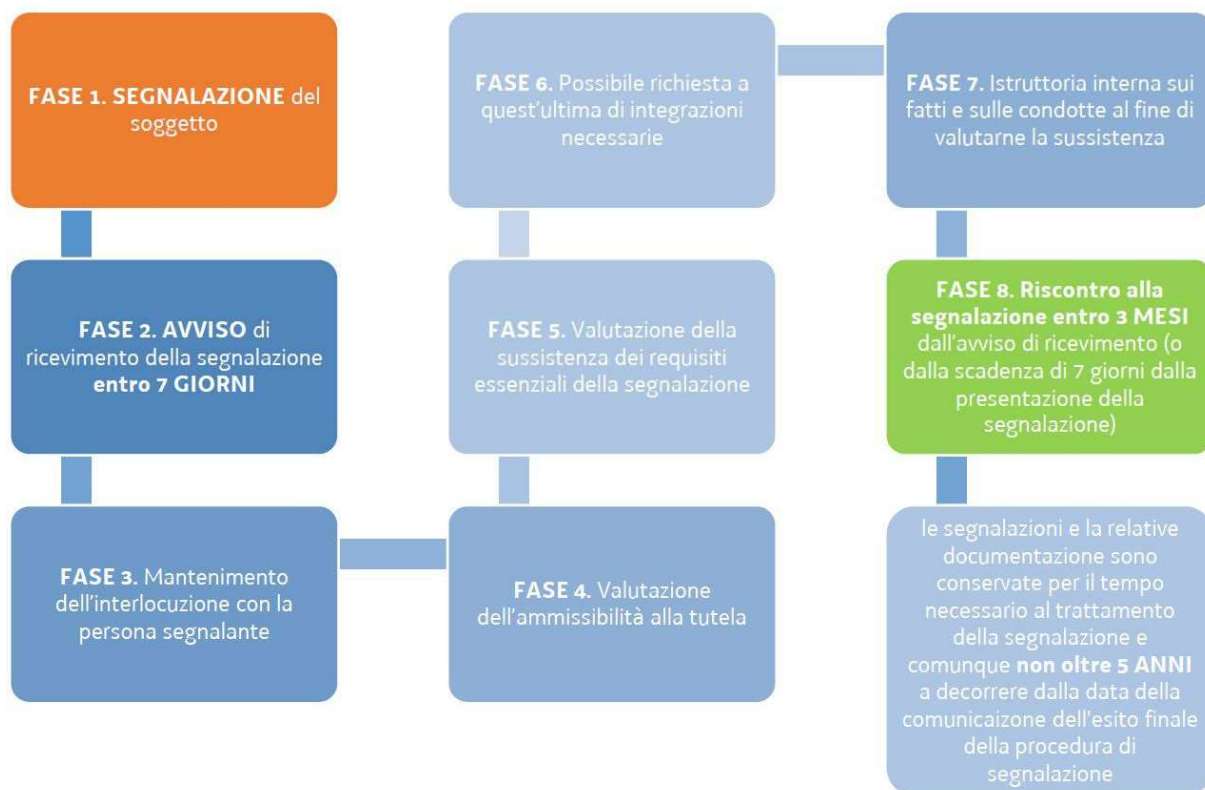 FASE 1. SEGNALAZIONE del
soggetto
FASE 2. AVVISO di
ricevimento della segnalazione
entro 7 GIORNI
FASE 3. Mantenimento
dell'interlocuzione con la
persona segnalante
FASE 4. Valutazione
dell'ammissibilità alla tutela
FASE 5. Valutazione della
sussistenza dei requisiti
essenziali della segnalazione
FASE 6. Possibile richiesta a
quest'ultima di integrazioni
necessarie
FASE 7. Istruttoria interna sui
fatti e sulle condotte al fine di
valutarne la sussistenza
FASE 8. Riscontro alla
segnalazione entro 3 MESI
dall'avviso di ricevimento (o
dalla scadenza di 7 giorni dalla
presentazione della
segnalazione)
le segnalazioni e la relative
documentazione sono
conservate per il tempo
necessario al trattamento
della segnalazione e
comunque non oltre 5 ANNI
a decorrere dalla data della
comunicaizone dell'esito finale
della procedura di
segnalazione